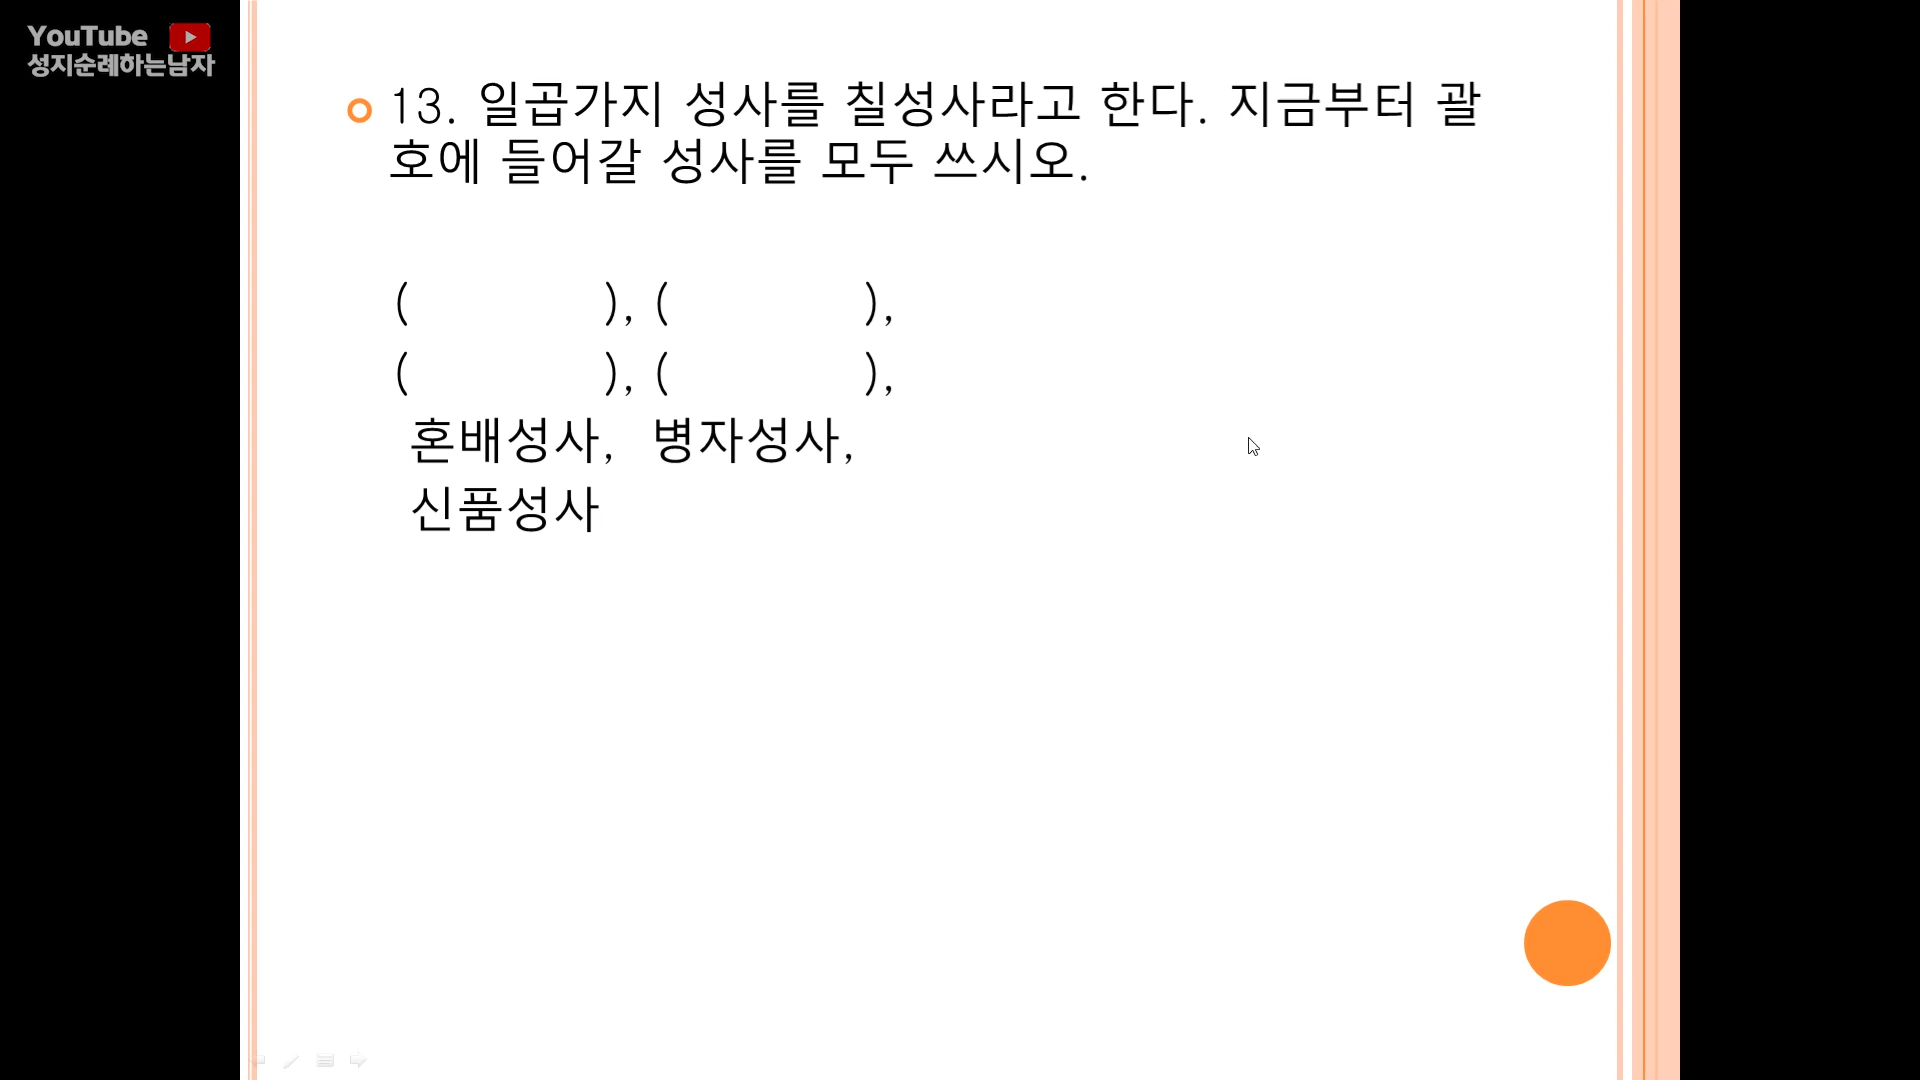 YouTube
성지순례하는남자
13. 일곱가지 성사를 칠성사라고 한다. 지금부터 괄
호에 들어갈 성사를 모두 쓰시오.
(          ), (          ),
(          ), (          ),
혼배성사, 병자성사,
신품성사